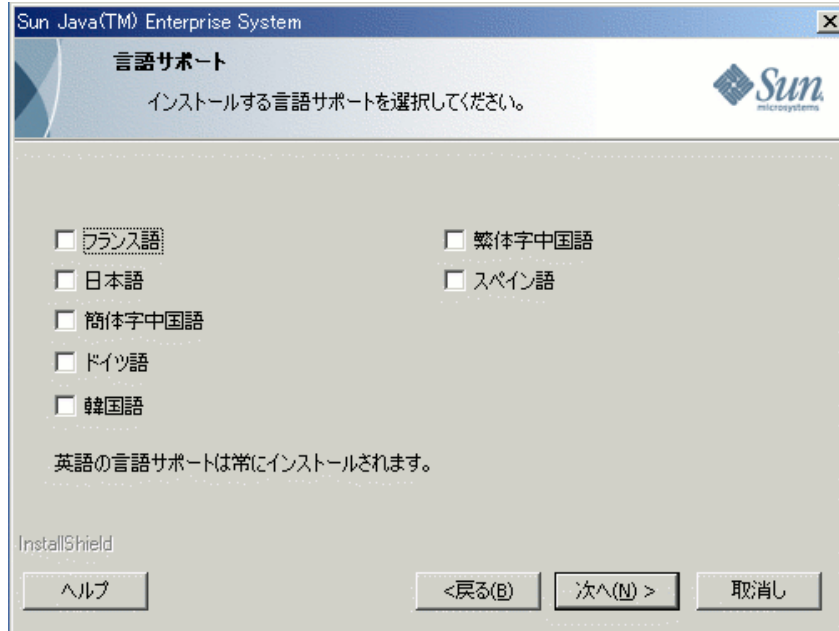 Sun Java(TM) Enterprise System
言語サポート
インストールする言語サポートを選択してください。
Sun
microsystems
フランス語
繁体字中国語
日本語
スペイン語
簡体字中国語
ドイツ語
韓国語
英語の言語サポートは常にインストールされます。
InstallShield
ヘルプ
<戻る(B)
次へ(N) >
取消し